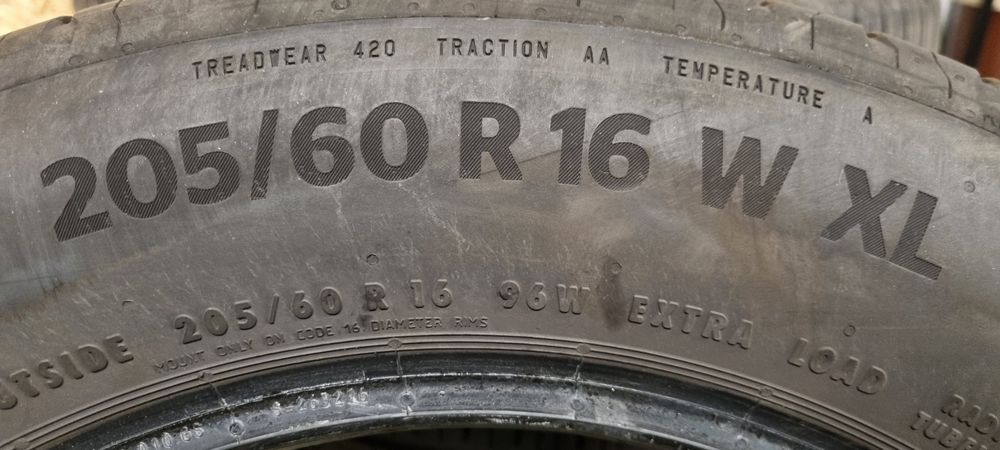 TREADWEAR 420 TRACTION AA TEMPERATURE A
205/60 R 16 W XL
205/60 R 16 96W EXTRA LOAD
MOUNT ONLY ON CODE 16 DIAMETER RIMS